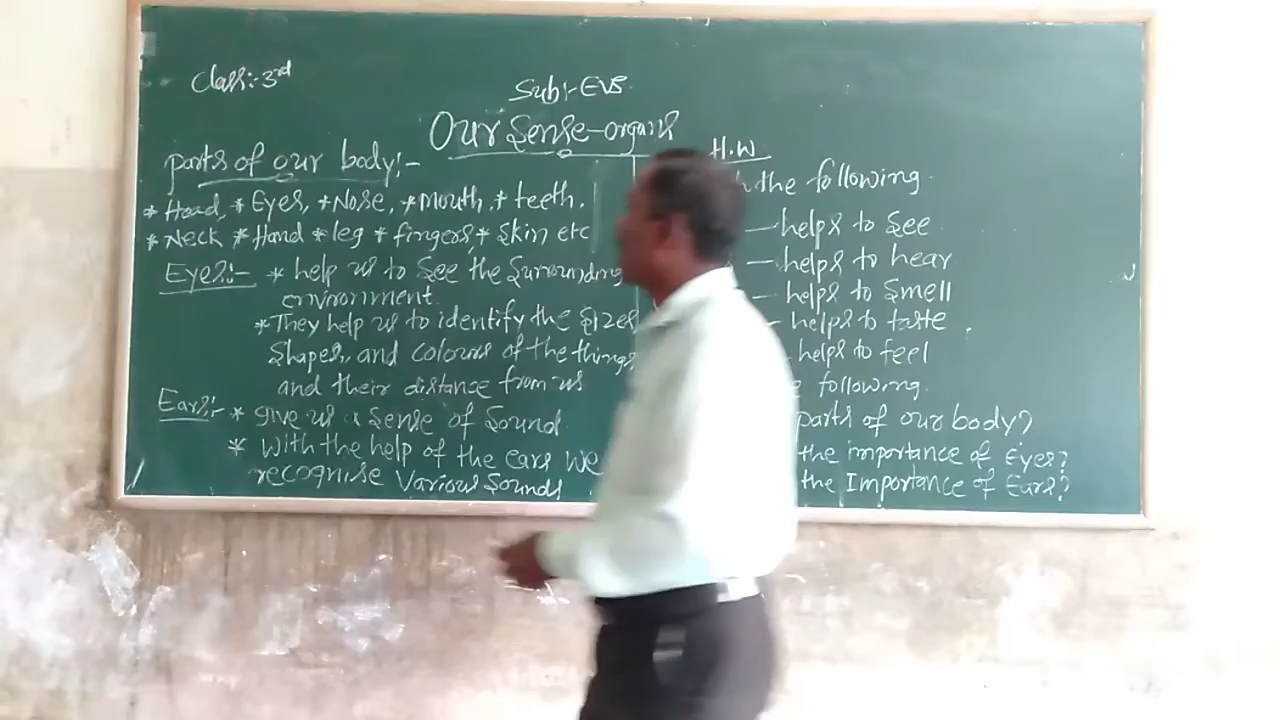 Class:- 3rd
Sub:- EVS
Our Sense-organs
parts of our body:-
* Head, * Eyes, * Nose, * Mouth, * teeth.
* Neck * Hand * leg * fingers, * Skin etc
Eyes:- * help us to see the surrounding
environment.
* They help us to identify the sizes
Shapes, and colours of the things,
and their distance from us
Ears:- * give us a sense of sound.
* With the help of the ears we
recognise Various sounds
H.W
the following.
— helps to see
— helps to hear
— helps to smell
- helps to taste.
- helps to feel
following.
parts of our body?
the importance of Eyes?
the Importance of Ears?